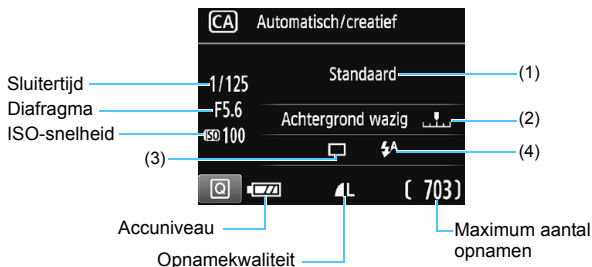 CA Automatisch/creatief
Standaard (1)
Sluitertijd 1/125
Diafragma F5.6
Achtergrond wazig (2)
ISO-snelheid ISO 100
(3) A (4)
Q L ( 703)
Accuniveau
Opnamekwaliteit
Maximum aantal
opnamen